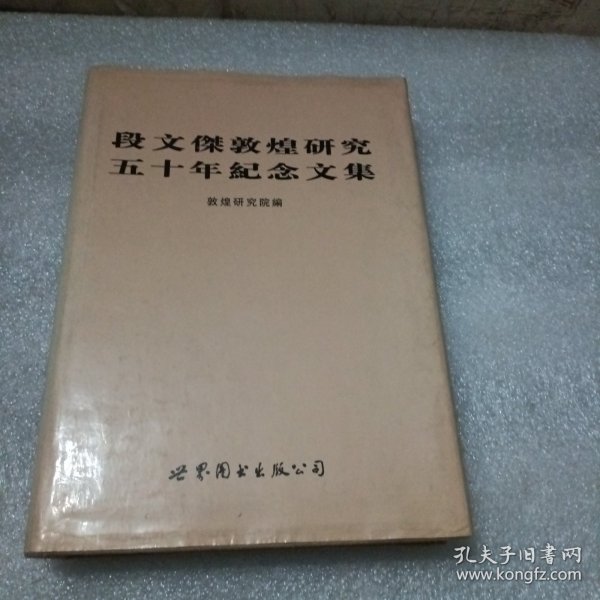 段文傑敦煌研究
五十年紀念文集
敦煌研究院編
世界图书出版公司
孔夫子旧書网
www.kongfz.com